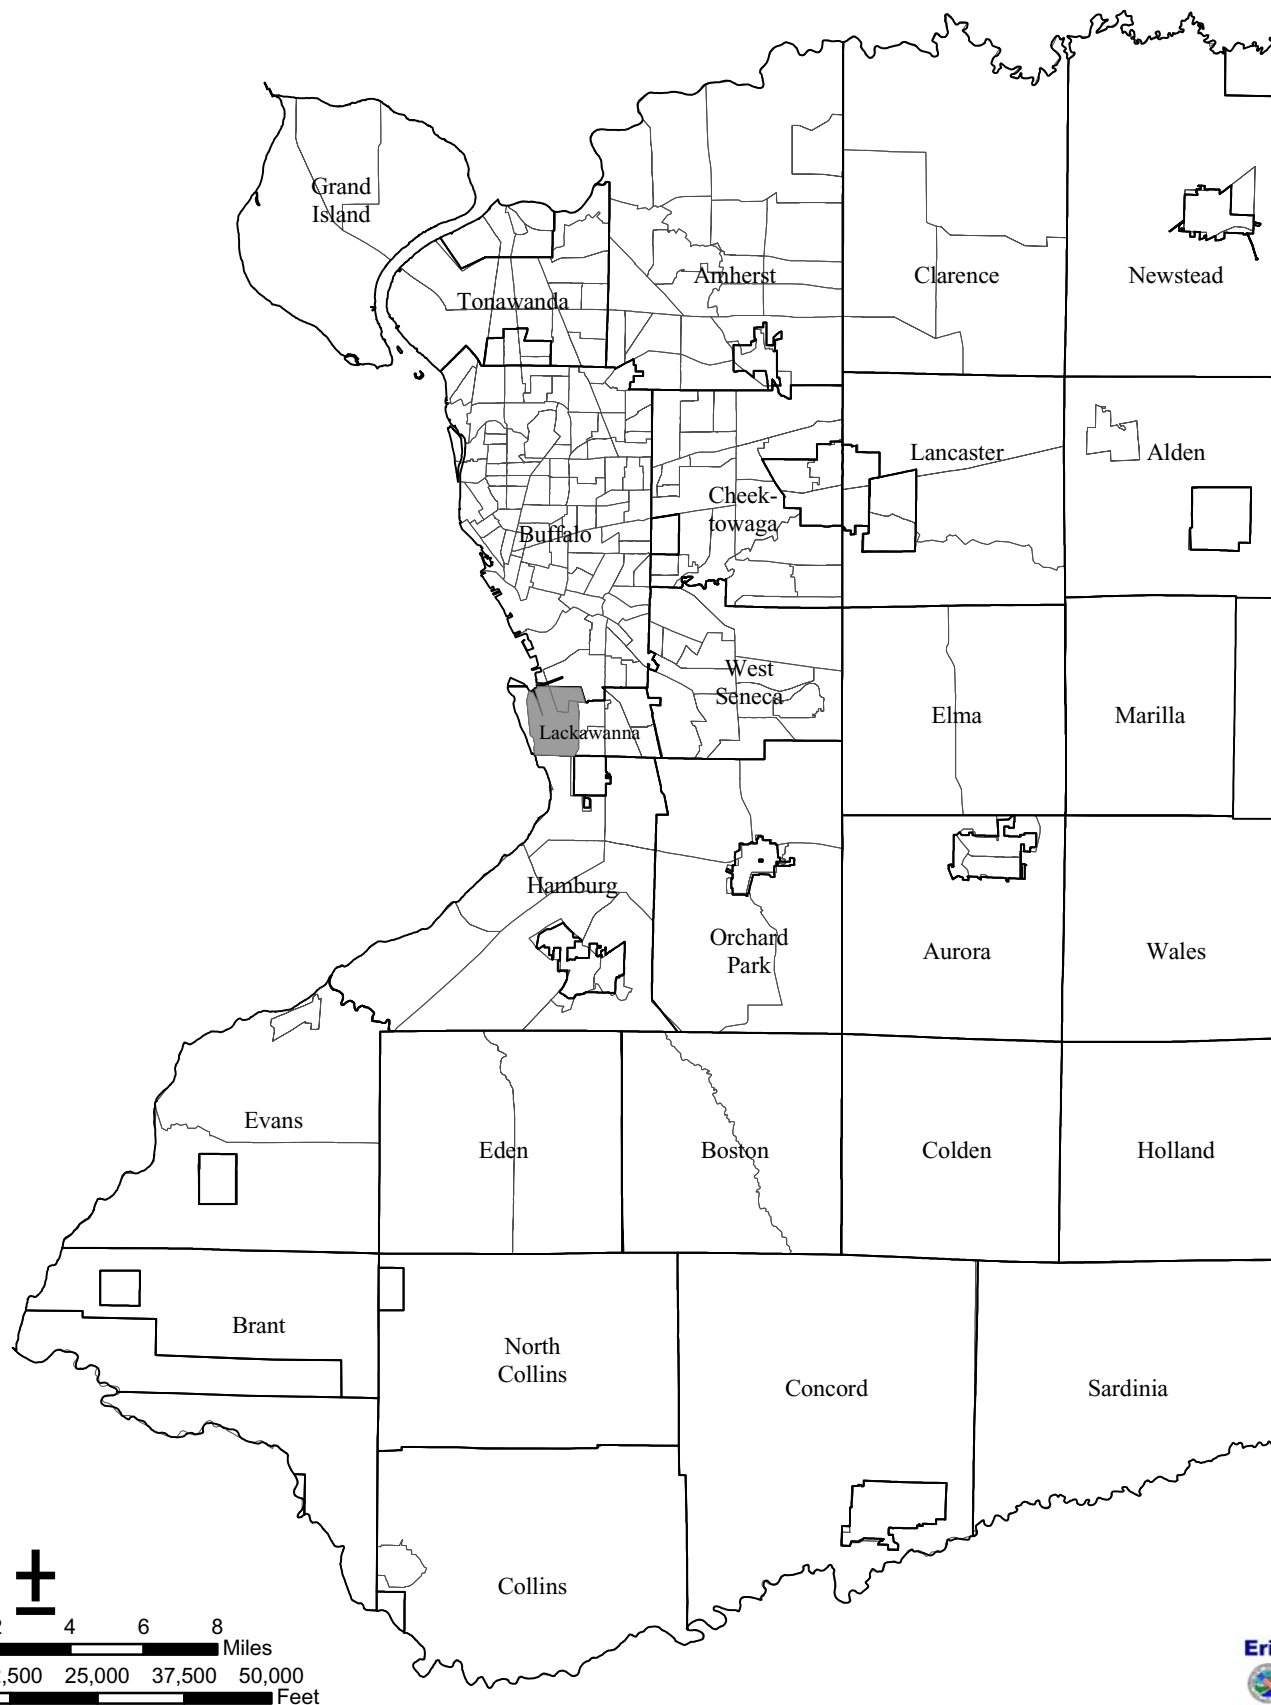 Grand
Island
Amherst
Clarence
Newstead
Tonawanda
Lancaster
Alden
Cheek-
towaga
Buffalo
West
Seneca
Elma
Marilla
Lackawanna
Hamburg
Orchard
Park
Aurora
Wales
Evans
Eden
Boston
Colden
Holland
Brant
North
Collins
Concord
Sardinia
Collins
4 6 8
Miles
,500 25,000 37,500 50,000
Feet
Eri